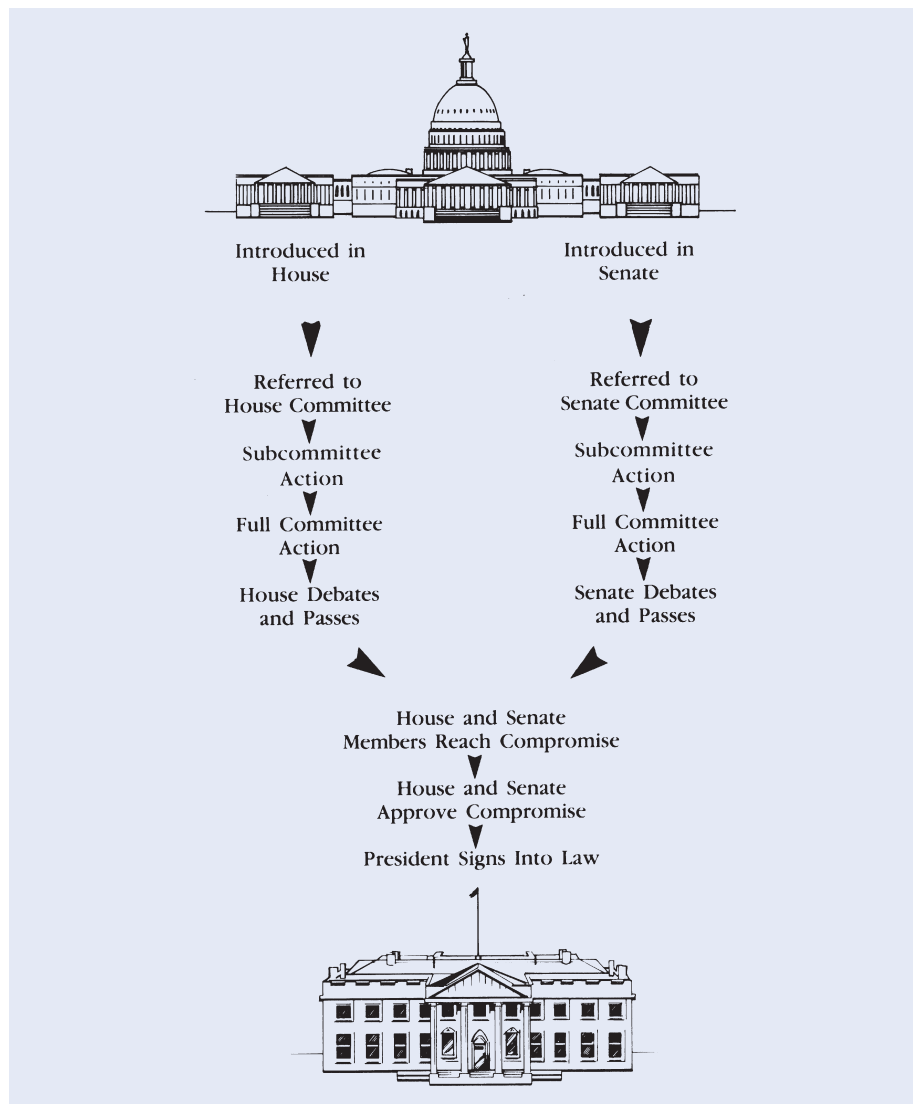 Introduced in
House
Introduced in
Senate
Referred to
House Committee
Referred to
Senate Committee
Subcommittee
Action
Subcommittee
Action
Full Committee
Action
Full Committee
Action
House Debates
and Passes
Senate Debates
and Passes
House and Senate
Members Reach Compromise
House and Senate
Approve Compromise
President Signs Into Law